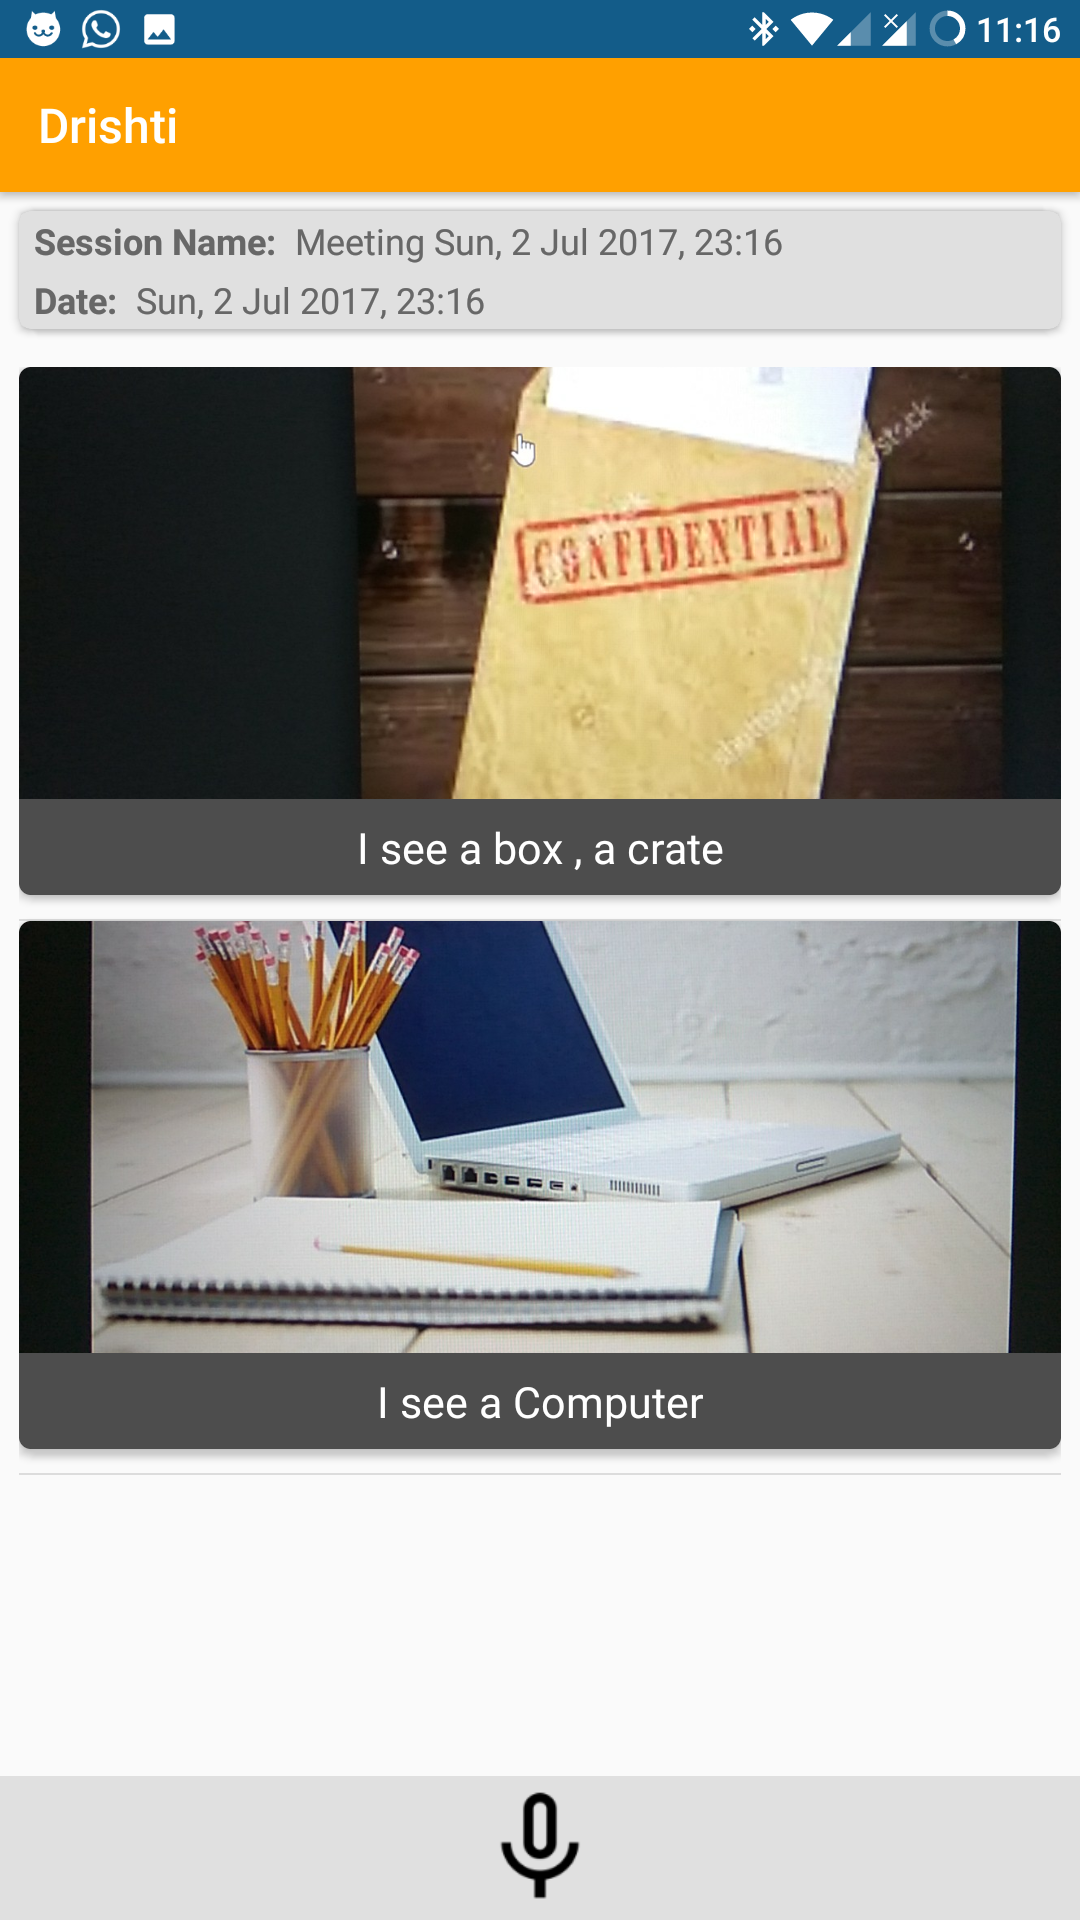 11:16
Drishti
Session Name: Meeting Sun, 2 Jul 2017, 23:16
Date: Sun, 2 Jul 2017, 23:16
CONFIDENTIAL
I see a box , a crate
I see a Computer